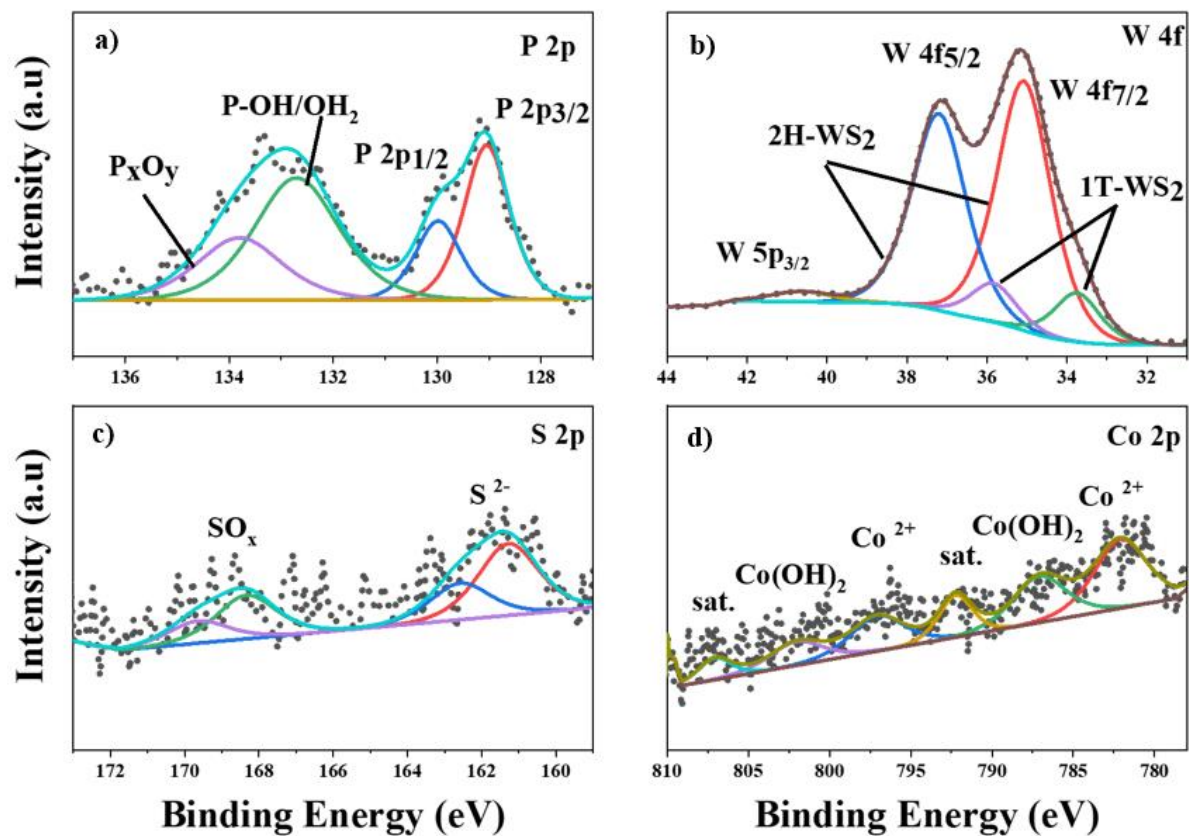 a)
P 2p
P-OH/OH2
P 2p3/2
PxOy
P 2p1/2
Intensity (a.u)
136 134 132 130 128
b)
W 4f
W 4f5/2
W 4f7/2
2H-WS2
1T-WS2
W 5p3/2
44 42 40 38 36 34 32
c)
S 2p
S 2-
SOx
Intensity (a.u)
172 170 168 166 164 162 160
Binding Energy (eV)
d)
Co 2p
Co 2+
Co(OH)2
Co 2+
sat.
Co(OH)2
sat.
810 805 800 795 790 785 780
Binding Energy (eV)